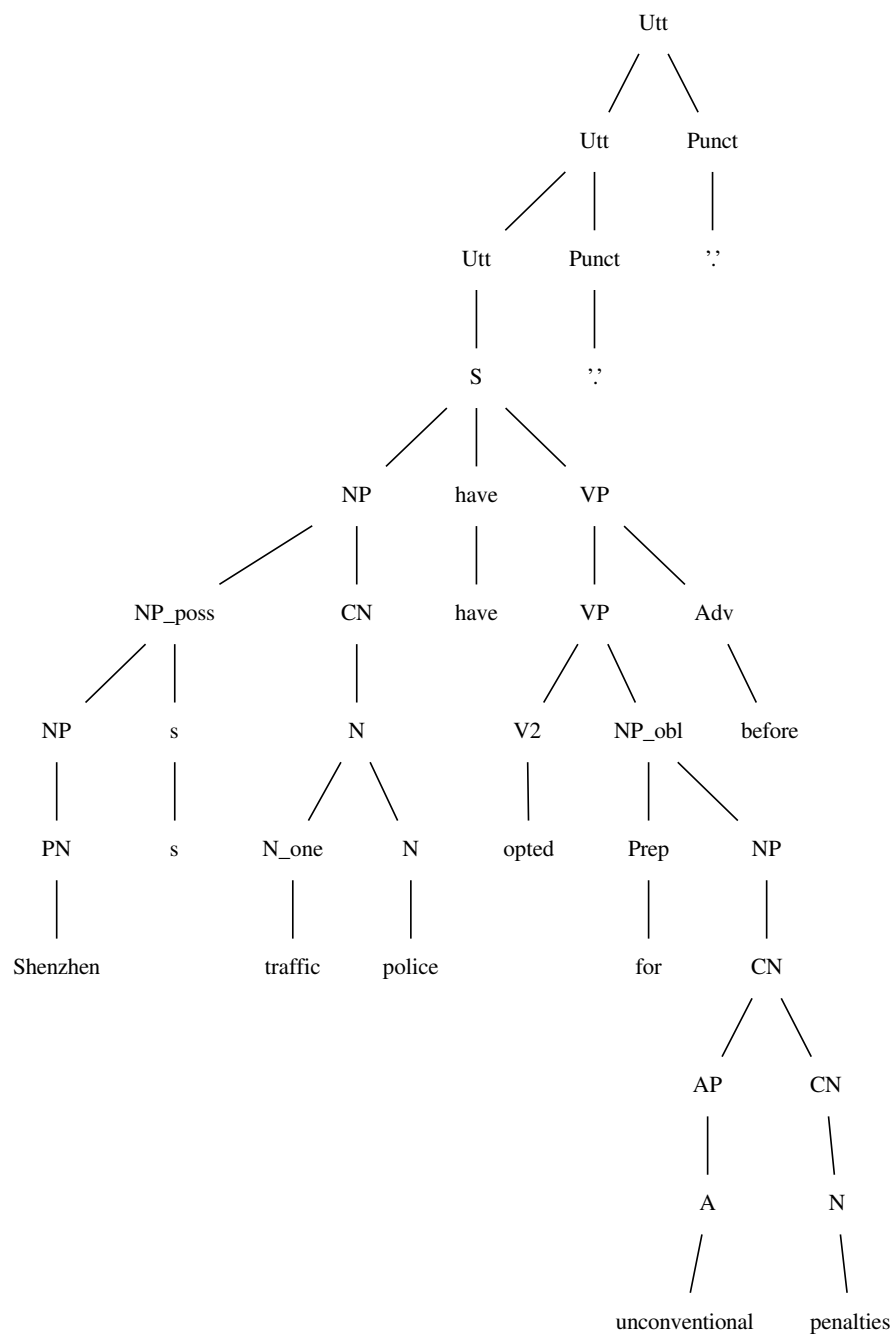 Utt
Utt Punct
Utt Punct '.'
S '.'
NP have VP
NP_poss CN have VP Adv
NP s N V2 NP_obl before
PN s N_one N opted Prep NP
Shenzhen traffic police for CN
AP CN
A N
unconventional penalties